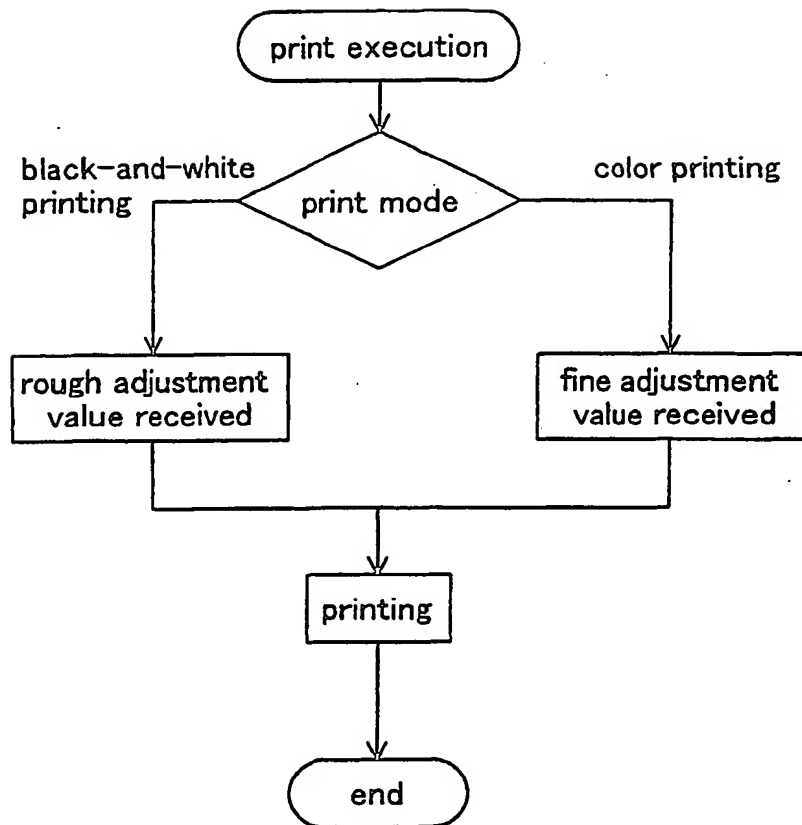 print execution
black-and-white
printing
print mode
color printing
rough adjustment
value received
fine adjustment
value received
printing
end